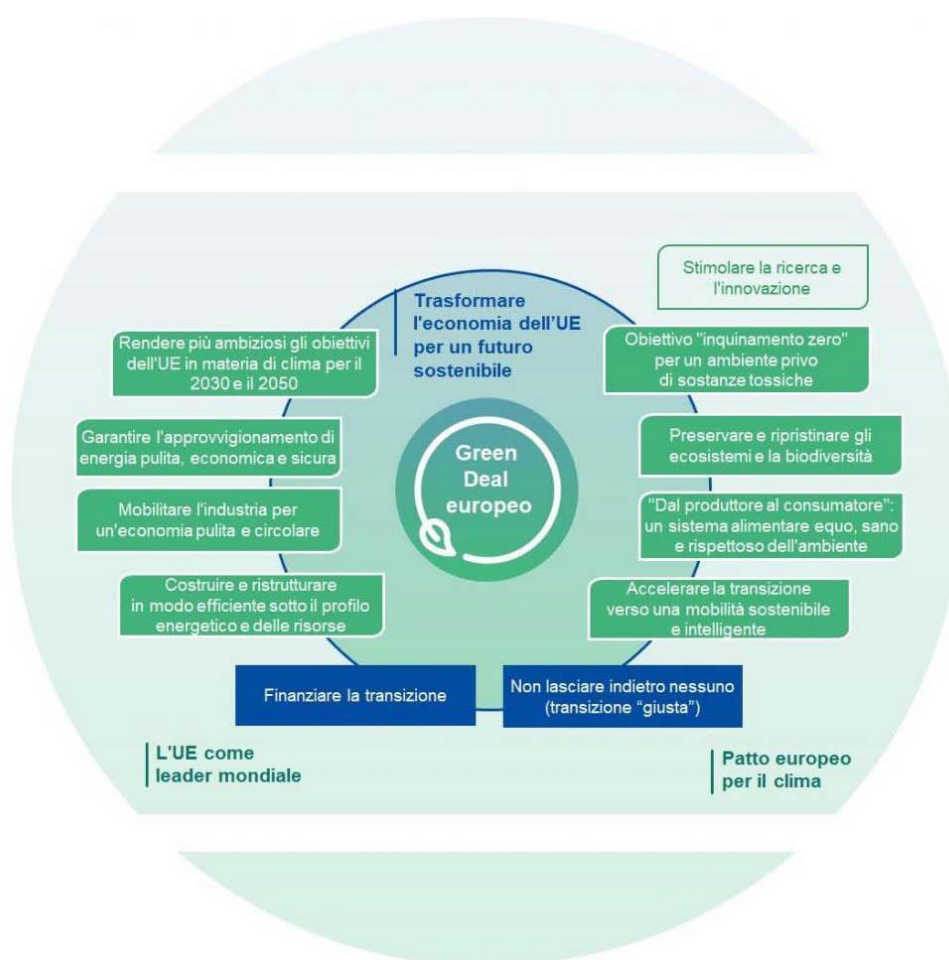 Stimolare la ricerca e
l'innovazione
Trasformare
l'economia dell'UE
per un futuro
sostenibile
Rendere più ambiziosi gli obiettivi
dell'UE in materia di clima per il
2030 e il 2050
Obiettivo "inquinamento zero"
per un ambiente privo
di sostanze tossiche
Garantire l'approvvigionamento di
energia pulita, economica e sicura
Preservare e ripristinare gli
ecosistemi e la biodiversità
Green
Deal
europeo
Mobilitare l'industria per
un'economia pulita e circolare
"Dal produttore al consumatore":
un sistema alimentare equo, sano
e rispettoso dell'ambiente
Costruire e ristrutturare
in modo efficiente sotto il profilo
energetico e delle risorse
Accelerare la transizione
verso una mobilità sostenibile
e intelligente
Finanziare la transizione
Non lasciare indietro nessuno
(transizione “giusta”)
L'UE come
leader mondiale
Patto europeo
per il clima